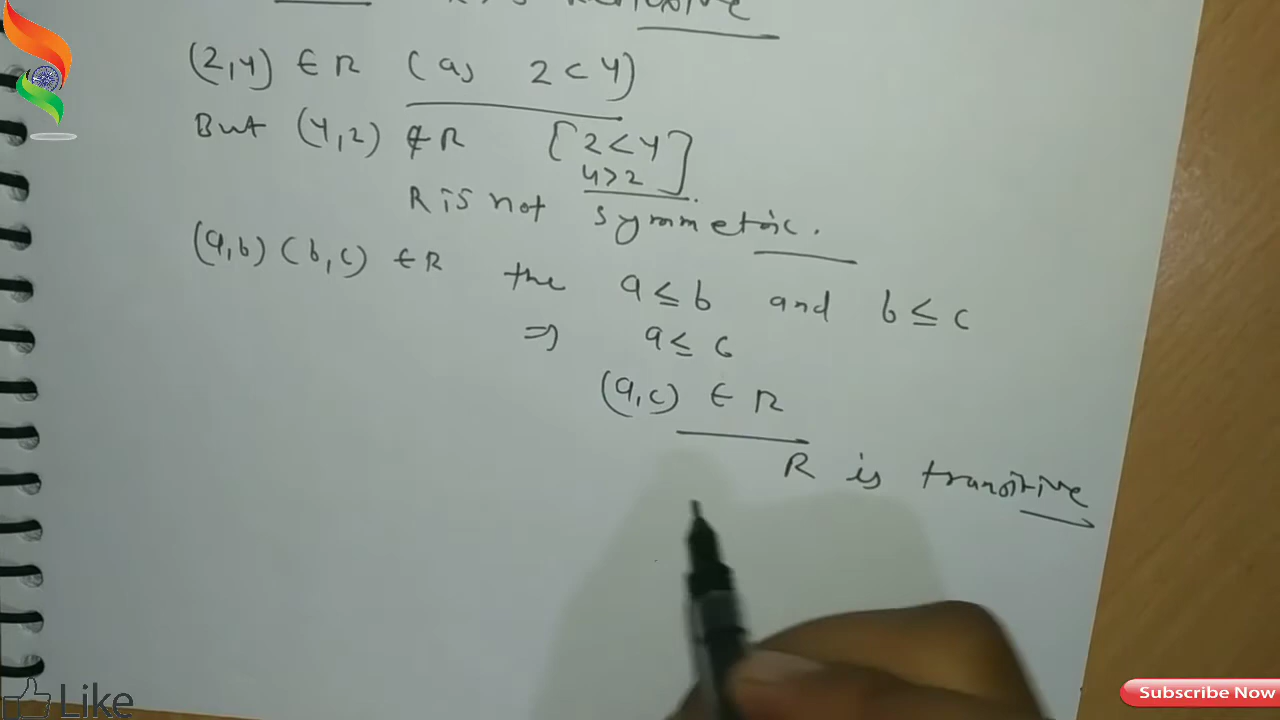 (2,4) ∈ R (as 2 < 4)
But (4,2) ∉ R [2 < 4]
4>2
R is not symmetric.
(a,b) (b,c) ∈ R the a ≤ b and b ≤ c
⇒ a ≤ c
(a,c) ∈ R
R is transitive
Like
Subscribe Now